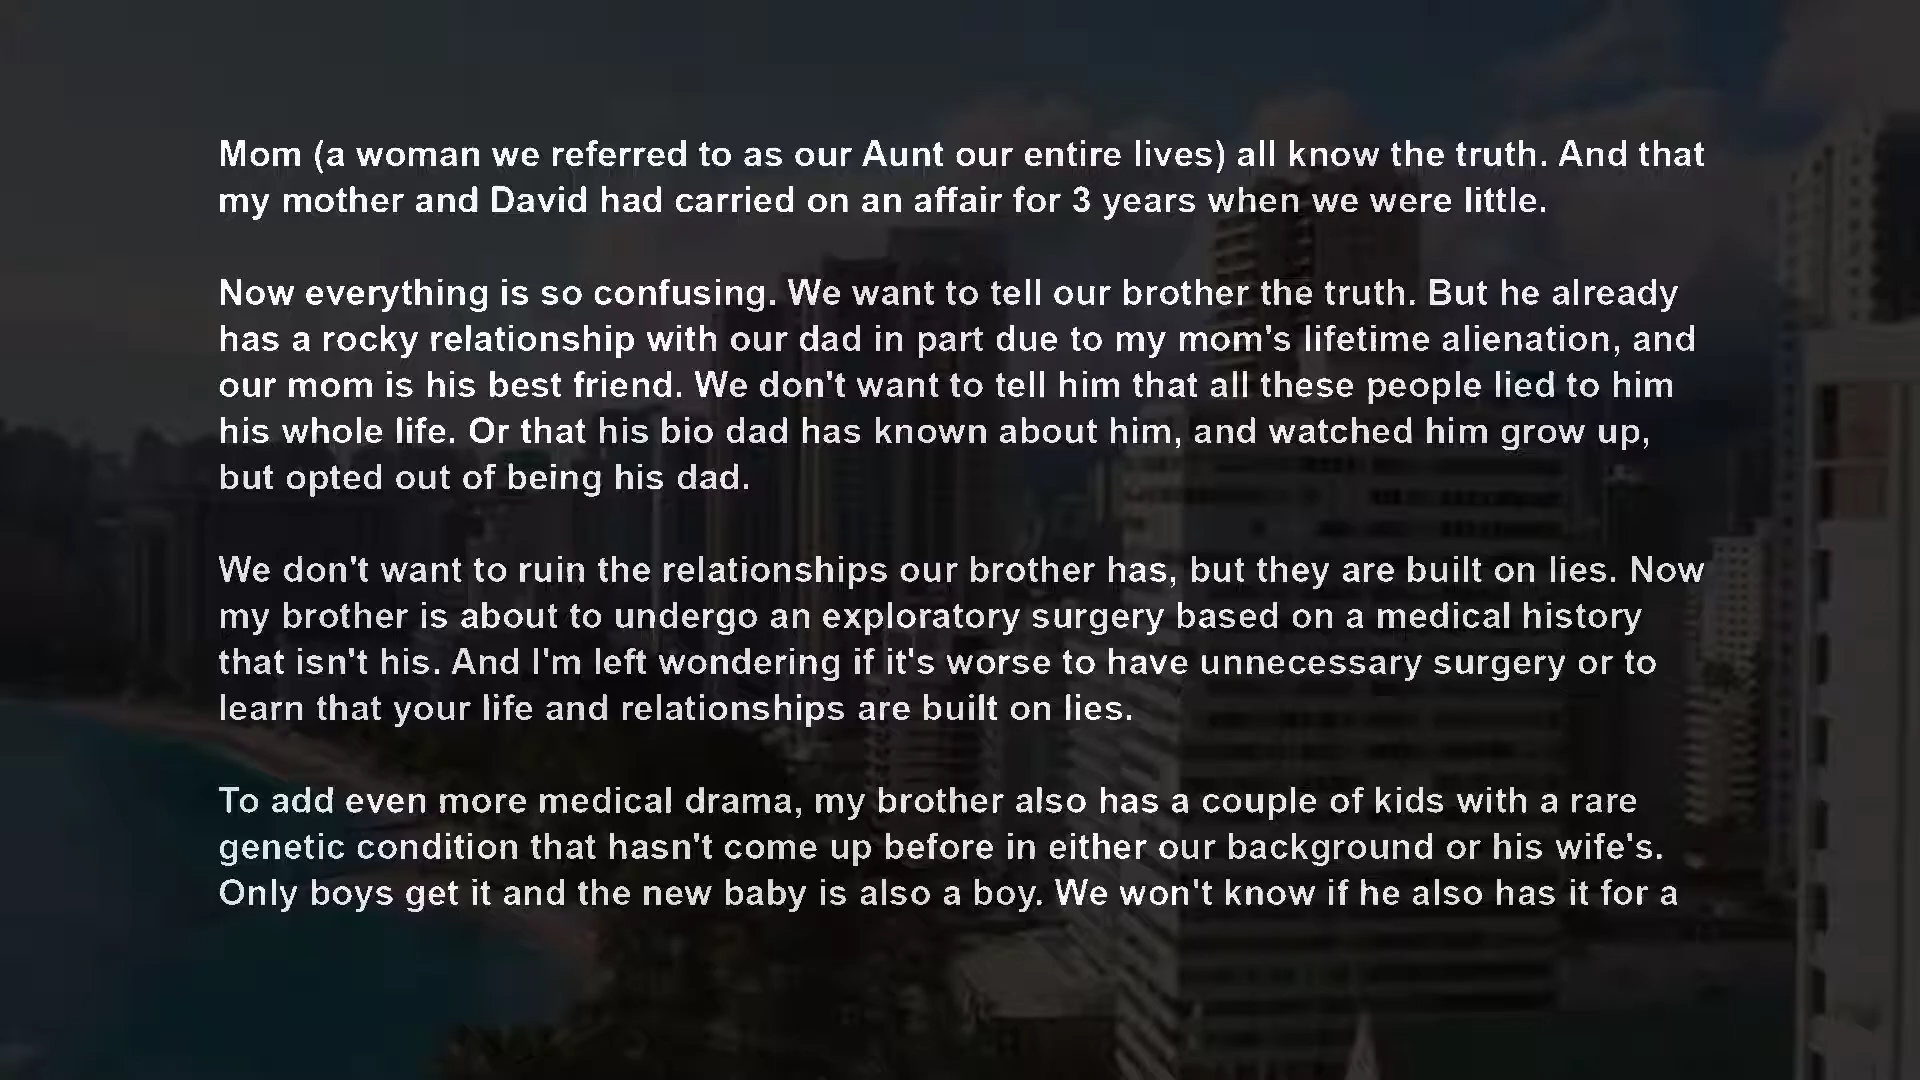 Mom (a woman we referred to as our Aunt our entire lives) all know the truth. And that
my mother and David had carried on an affair for 3 years when we were little.
Now everything is so confusing. We want to tell our brother the truth. But he already
has a rocky relationship with our dad in part due to my mom's lifetime alienation, and
our mom is his best friend. We don't want to tell him that all these people lied to him
his whole life. Or that his bio dad has known about him, and watched him grow up,
but opted out of being his dad.
We don't want to ruin the relationships our brother has, but they are built on lies. Now
my brother is about to undergo an exploratory surgery based on a medical history
that isn't his. And I'm left wondering if it's worse to have unnecessary surgery or to
learn that your life and relationships are built on lies.
To add even more medical drama, my brother also has a couple of kids with a rare
genetic condition that hasn't come up before in either our background or his wife's.
Only boys get it and the new baby is also a boy. We won't know if he also has it for a